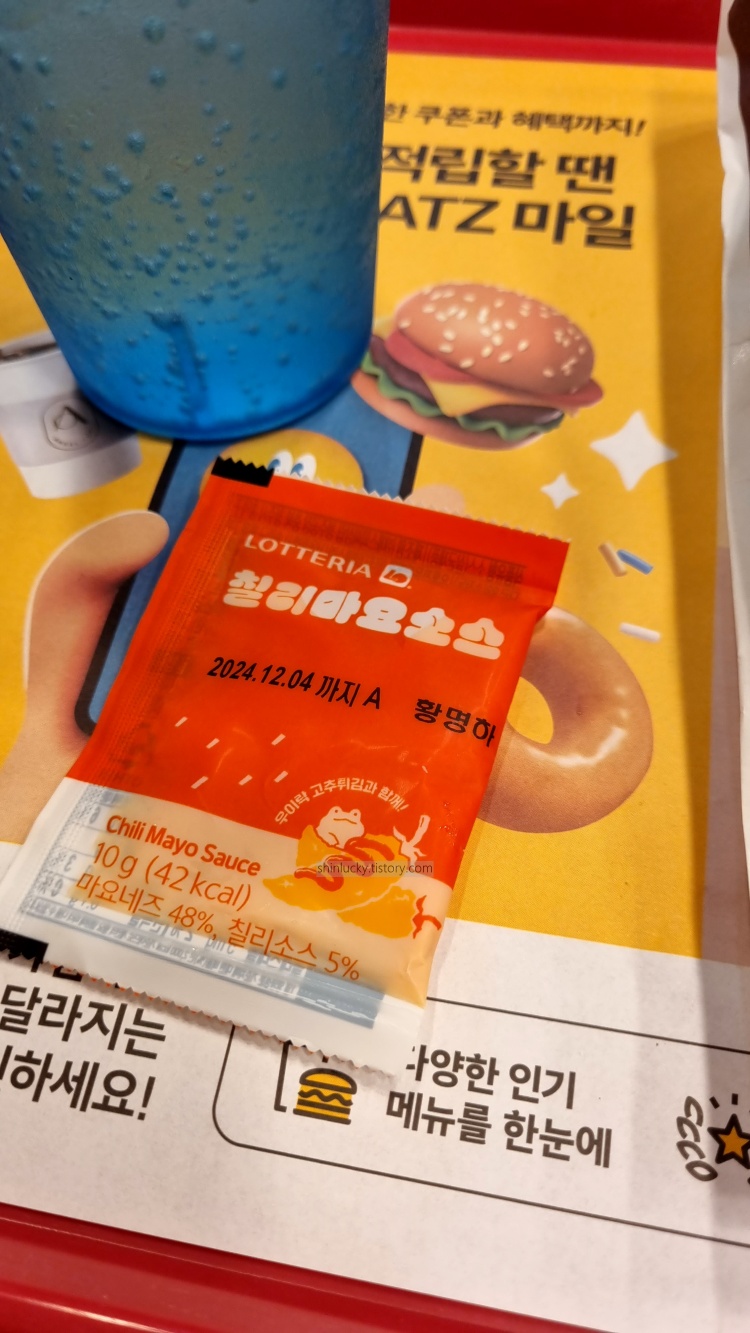 한 쿠폰과 혜택까지!
적립할 땐
ATZ 마일
LOTTERIA
칠리마요소스
2024.12.04 까지 A 황명하
우이락 고추튀김과 함께!
Chili Mayo Sauce
10 g (42 kcal)
마요네즈 48%, 칠리소스 5%
shinlucky.tistory.com
달라지는
하세요!
다양한 인기
메뉴를 한눈에